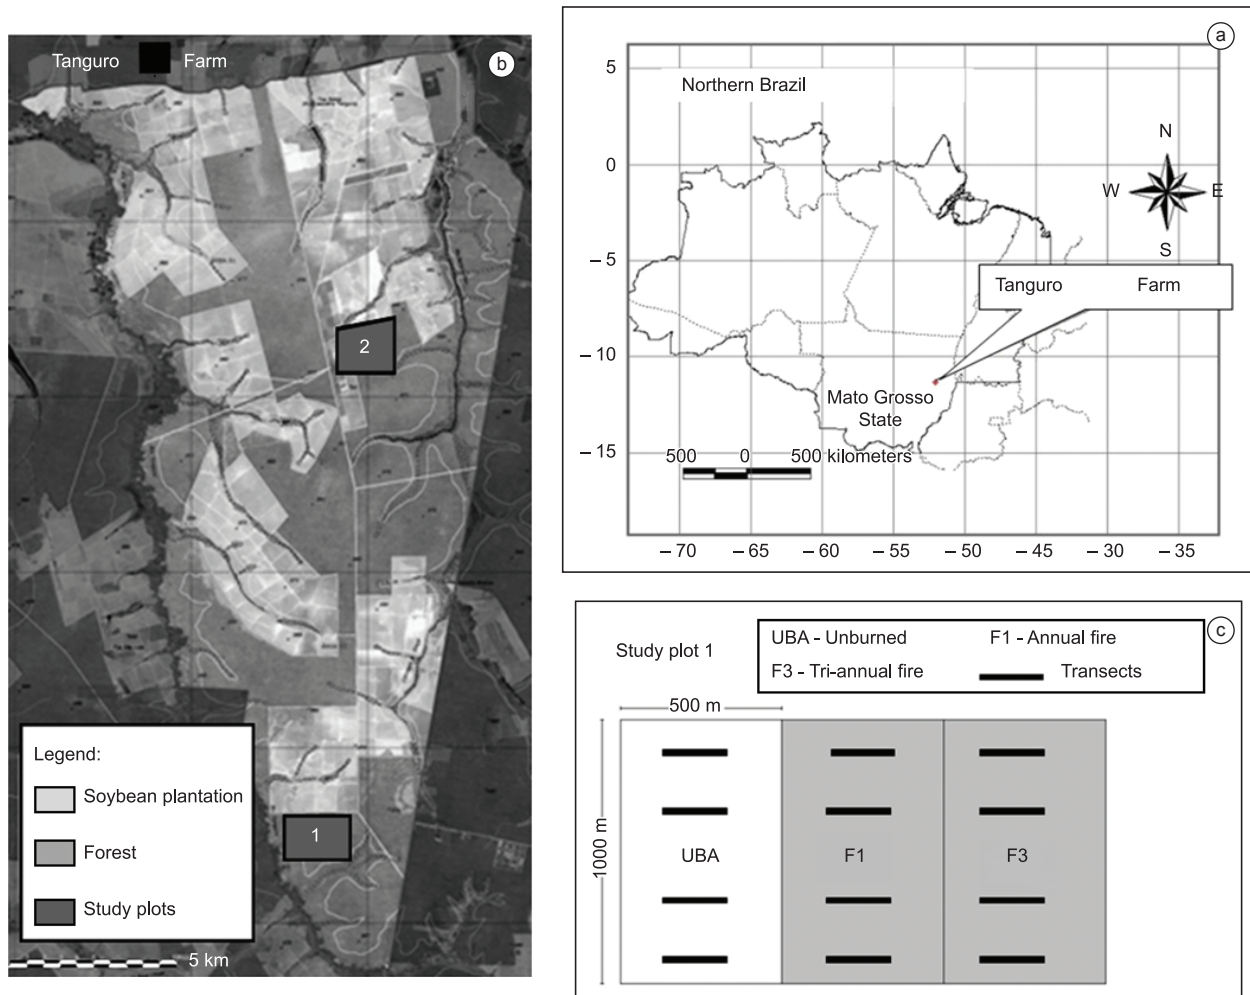 Tanguro Farm
b
2
1
Legend:
Soybean plantation
Forest
Study plots
5 km
a
Northern Brazil
5
0
– 5
– 10
– 15
N
W E
S
Tanguro Farm
Mato Grosso
State
500 0 500 kilometers
– 70 – 65 – 60 – 55 – 50 – 45 – 40 – 35
c
Study plot 1
UBA - Unburned F1 - Annual fire
F3 - Tri-annual fire Transects
500 m
1000 m
UBA F1 F3